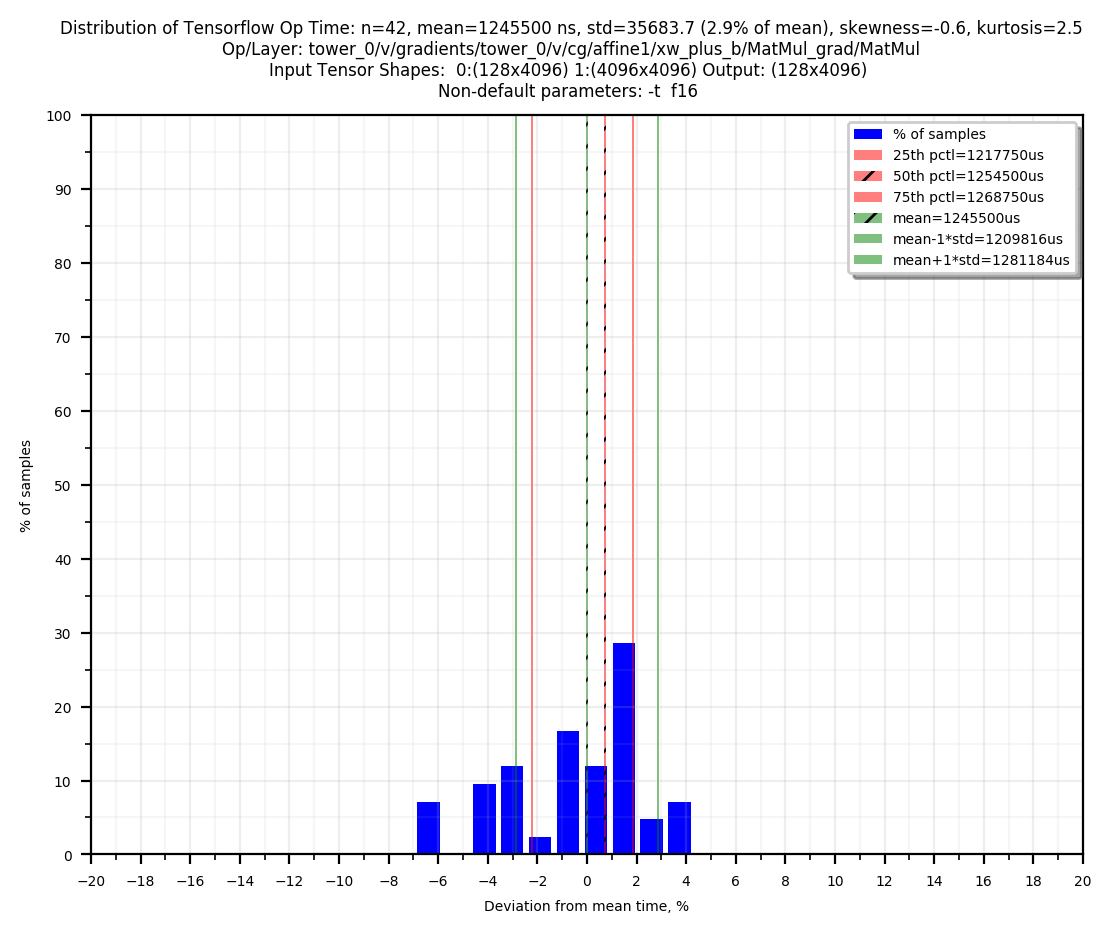 Distribution of Tensorflow Op Time: n=42, mean=1245500 ns, std=35683.7 (2.9% of mean), skewness=-0.6, kurtosis=2.5
Op/Layer: tower_0/v/gradients/tower_0/v/cg/affine1/xw_plus_b/MatMul_grad/MatMul
Input Tensor Shapes:  0:(128x4096) 1:(4096x4096) Output: (128x4096)
Non-default parameters: -t  f16
% of samples
25th pctl=1217750us
50th pctl=1254500us
75th pctl=1268750us
mean=1245500us
mean-1*std=1209816us
mean+1*std=1281184us
100
90
80
70
60
50
40
30
20
10
0
% of samples
−20 −18 −16 −14 −12 −10 −8 −6 −4 −2 0 2 4 6 8 10 12 14 16 18 20
Deviation from mean time, %